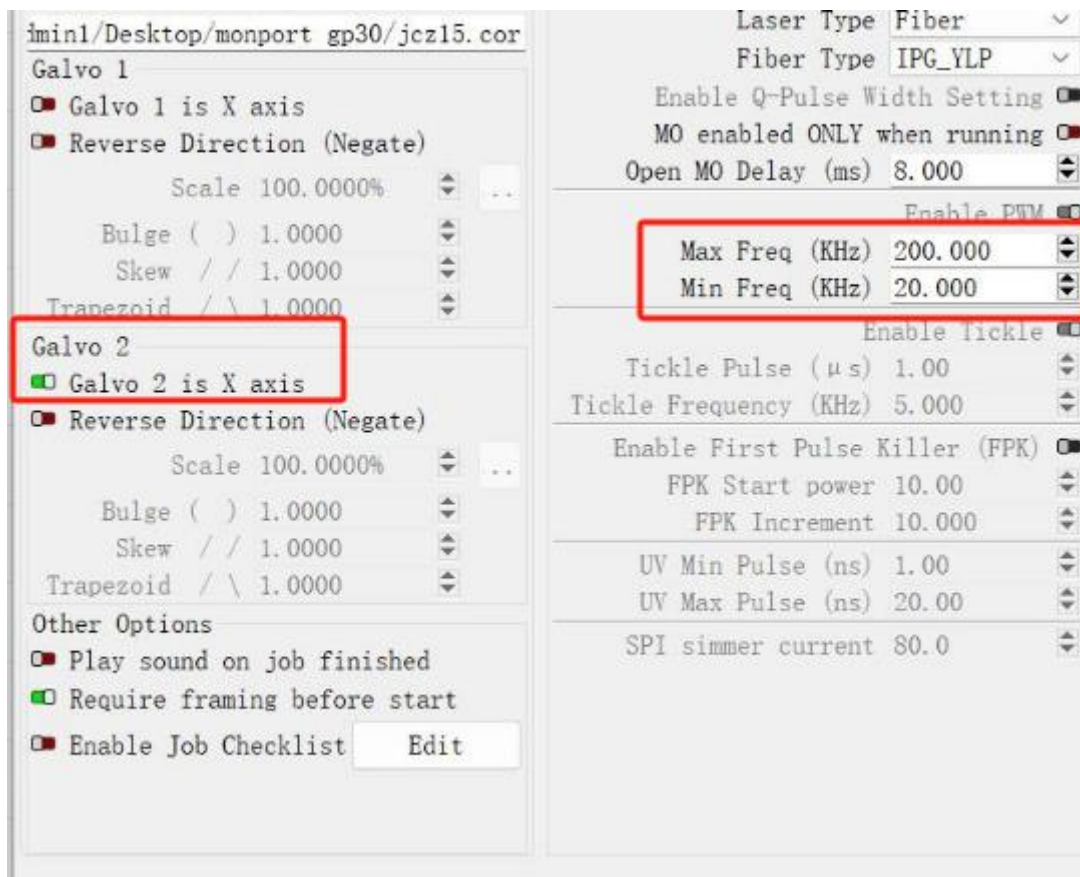 imin1/Desktop/monport gp30/jcz15.cor
Galvo 1
Galvo 1 is X axis
Reverse Direction (Negate)
Scale 100.0000% ..
Bulge ( ) 1.0000
Skew / / 1.0000
Trapezoid / \ 1.0000
Galvo 2
Galvo 2 is X axis
Reverse Direction (Negate)
Scale 100.0000% ..
Bulge ( ) 1.0000
Skew / / 1.0000
Trapezoid / \ 1.0000
Other Options
Play sound on job finished
Require framing before start
Enable Job Checklist Edit
Laser Type Fiber
Fiber Type IPG_YLP
Enable Q-Pulse Width Setting
MO enabled ONLY when running
Open MO Delay (ms) 8.000
Enable PWM
Max Freq (KHz) 200.000
Min Freq (KHz) 20.000
Enable Tickle
Tickle Pulse (μs) 1.00
Tickle Frequency (KHz) 5.000
Enable First Pulse Killer (FPK)
FPK Start power 10.00
FPK Increment 10.000
UV Min Pulse (ns) 1.00
UV Max Pulse (ns) 20.00
SPI simmer current 80.0